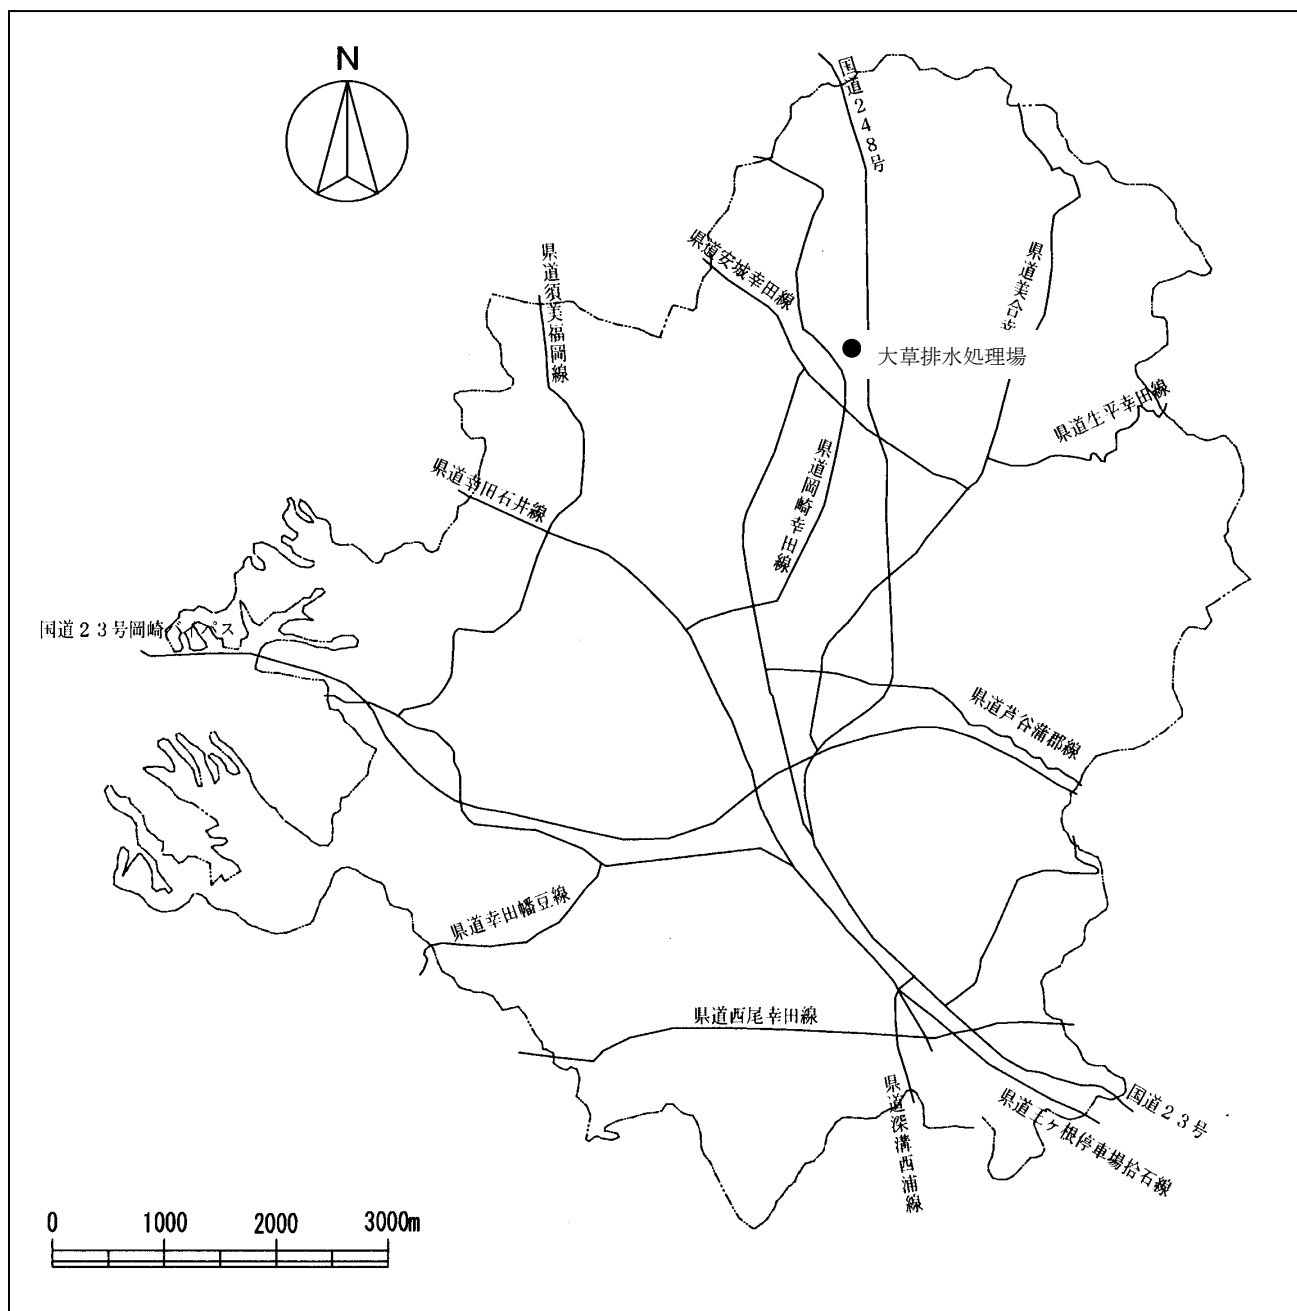 N
国道248号
県道安城幸田線
県道須美福岡線
県道美合幸
大草排水処理場
県道生平幸田線
県道岡崎幸田線
県道幸田石井線
国道23号岡崎バイパス
県道芦谷蒲郡線
県道幸田幡豆線
県道西尾幸田線
国道23号
県道三ヶ根停車場拾石線
県道深溝西浦線
0 1000 2000 3000m